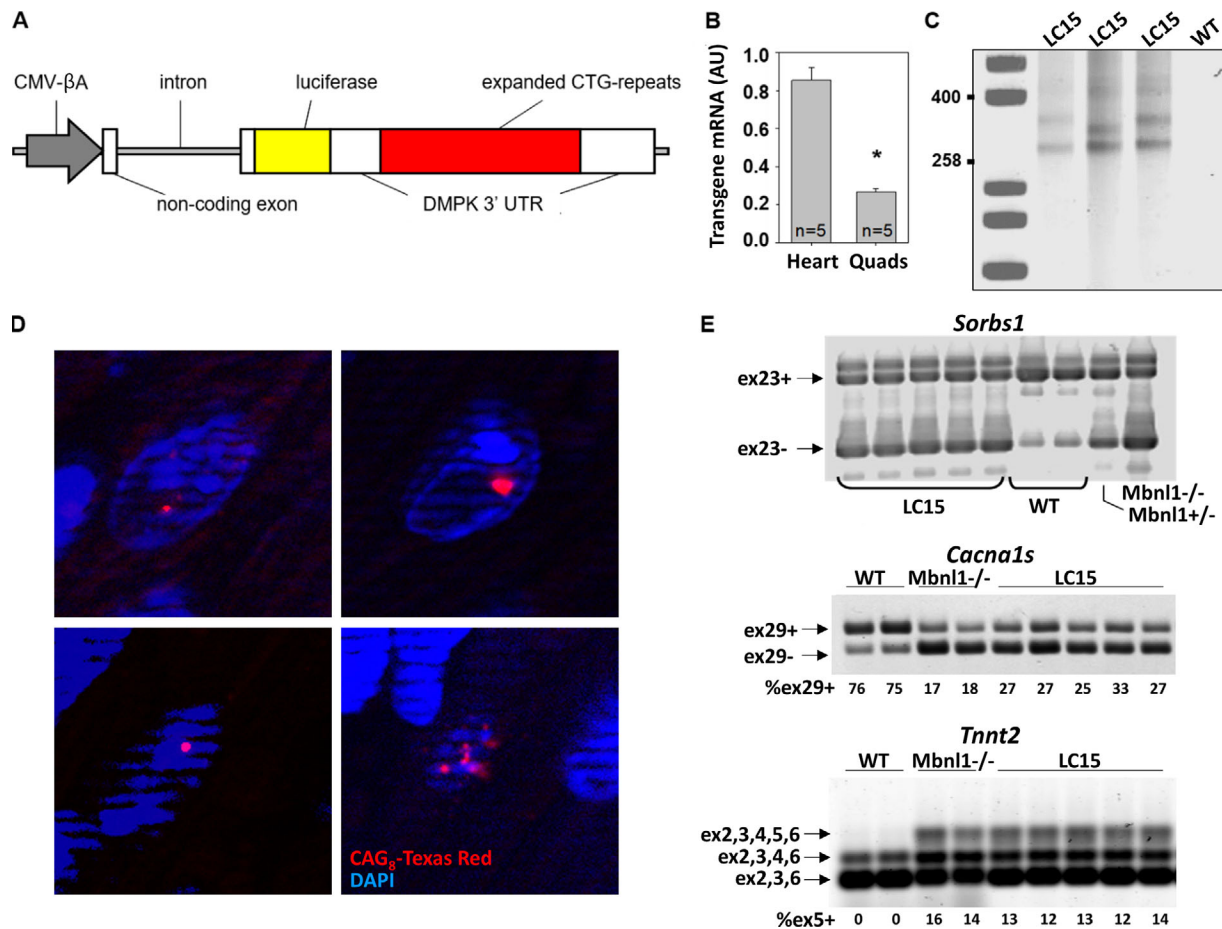 A
CMV-βA
intron
luciferase
expanded CTG-repeats
non-coding exon
DMPK 3' UTR
B
Transgene mRNA (AU)
1.0
0.8
0.6
0.4
0.2
0.0
*
n=5
n=5
Heart
Quads
C
LC15
LC15
LC15
WT
400
258
D
CAG8-Texas Red
DAPI
E
Sorbs1
ex23+
ex23-
LC15
WT
Mbnl1-/-
Mbnl1+/-
Cacna1s
WT
Mbnl1-/-
LC15
ex29+
ex29-
%ex29+ 76 75 17 18 27 27 25 33 27
Tnnt2
WT
Mbnl1-/-
LC15
ex2,3,4,5,6
ex2,3,4,6
ex2,3,6
%ex5+ 0 0 16 14 13 12 13 12 14